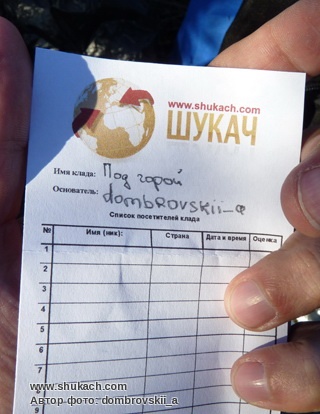 www.shukach.com
ШУКАЧ
Имя клада: Под горой
Основатель: dombrovskii_a
Список посетителей клада
№ Имя (ник): Страна Дата и время Оценка
1
2
3
4
5
6
7
8
9
www.shukach.com
Автор фото: dombrovskii_a